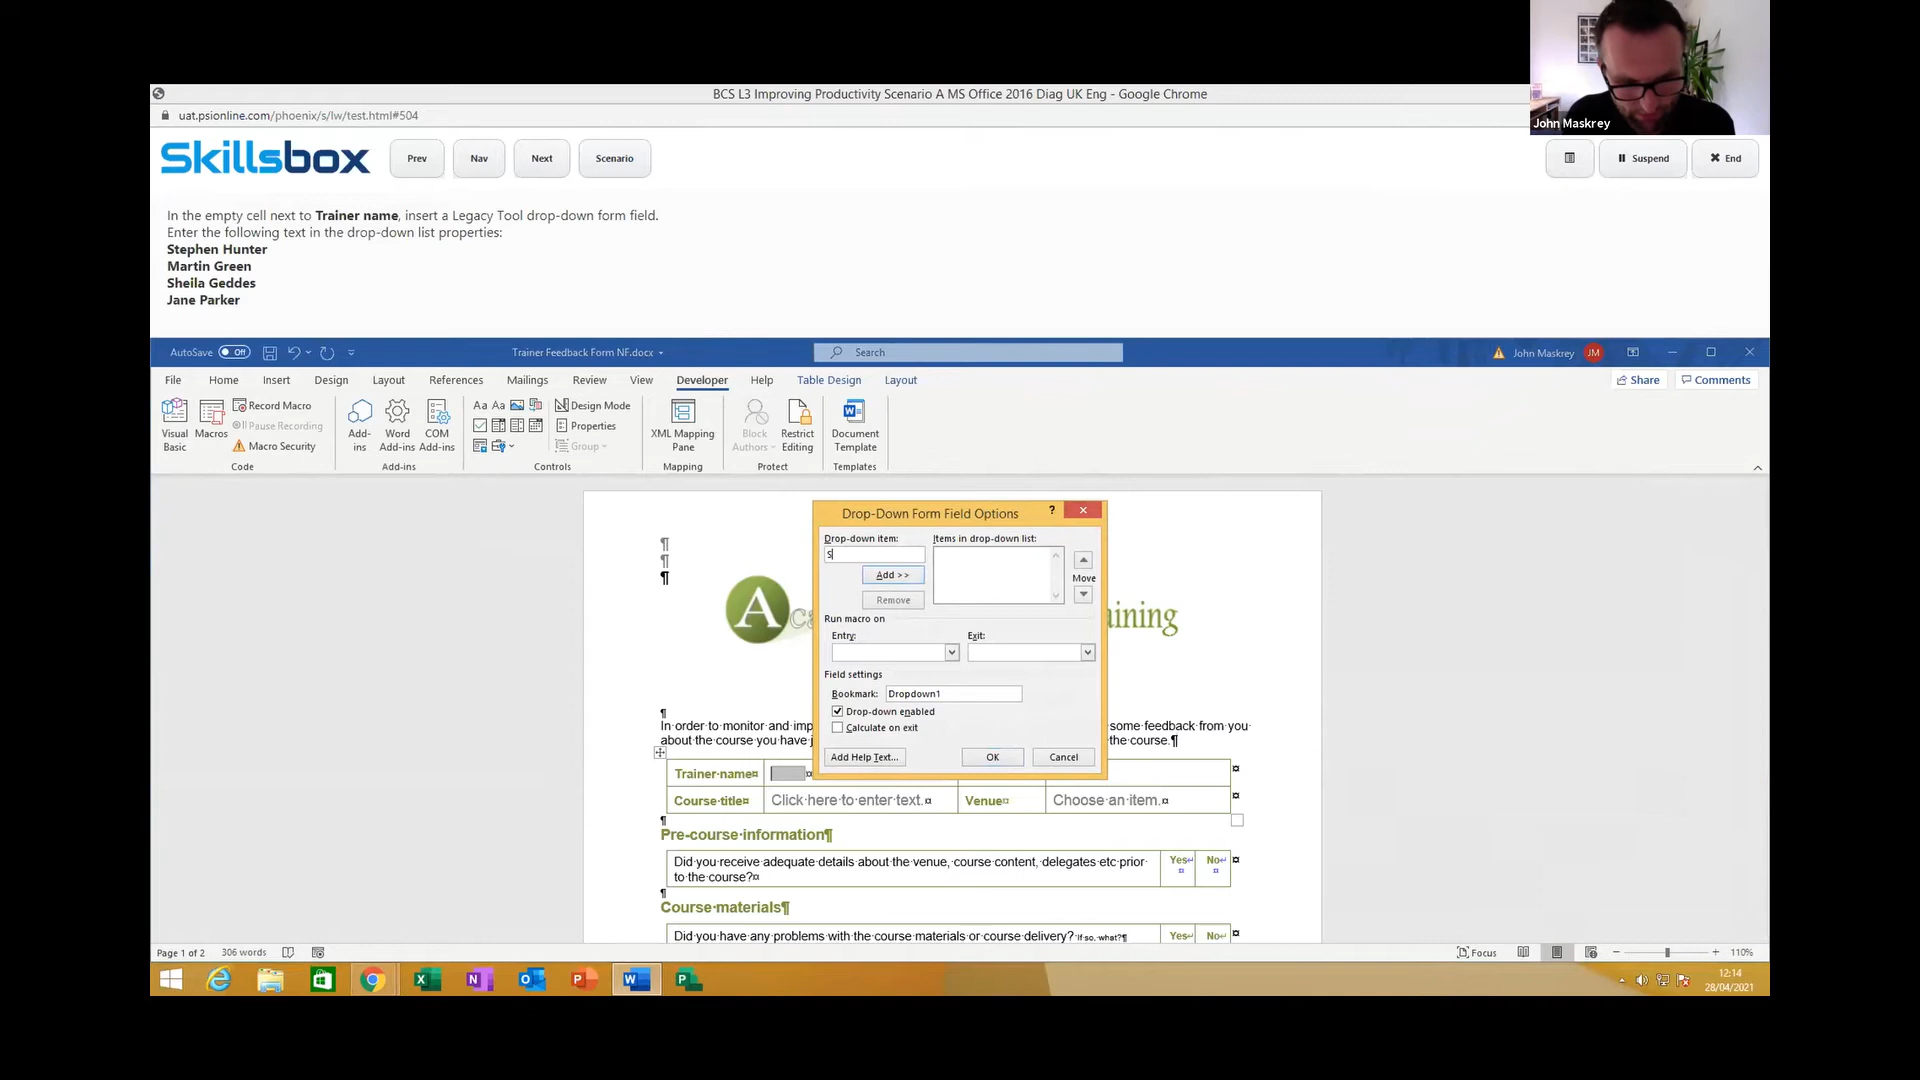 BCS L3 Improving Productivity Scenario A MS Office 2016 Diag UK Eng - Google Chrome
uat.psionline.com/phoenix/s/lw/test.html#504
John Maskrey
Skillsbox
Prev
Nav
Next
Scenario
Suspend
End
In the empty cell next to Trainer name, insert a Legacy Tool drop-down form field.
Enter the following text in the drop-down list properties:
Stephen Hunter
Martin Green
Sheila Geddes
Jane Parker
AutoSave Off
Trainer Feedback Form NF.docx
Search
John Maskrey JM
File Home Insert Design Layout References Mailings Review View Developer Help Table Design Layout
Share Comments
Visual Basic
Macros
Record Macro
Pause Recording
Macro Security
Code
Add-ins
Word Add-ins
COM Add-ins
Add-ins
Aa Aa
Design Mode
Properties
Group
Controls
XML Mapping Pane
Mapping
Block Authors
Restrict Editing
Protect
Document Template
Templates
Drop-Down Form Field Options ?
Drop-down item:
Items in drop-down list:
S
Add >>
Remove
Move
Run macro on
Entry:
Exit:
Field settings
Bookmark: Dropdown1
Drop-down enabled
Calculate on exit
Add Help Text...
OK
Cancel
A
aining
¶
In·order·to·monitor·and·imp some·feedback·from·you·
about·the·course·you·have·j the·course.¶
Trainer·name¤
Course·title¤ Click·here·to·enter·text.¤ Venue¤ Choose·an·item.¤
¶
Pre-course·information¶
Did·you·receive·adequate·details·about·the·venue,·course·content,·delegates·etc·prior· Yes↵ No↵ ¤
to·the·course?¤ ¤ ¤
¶
Course·materials¶
Did·you·have·any·problems·with·the·course·materials·or·course·delivery?·*If·so,·what?¶ Yes↵ No↵ ¤
Page 1 of 2 306 words
Focus
110%
12:14
28/04/2021